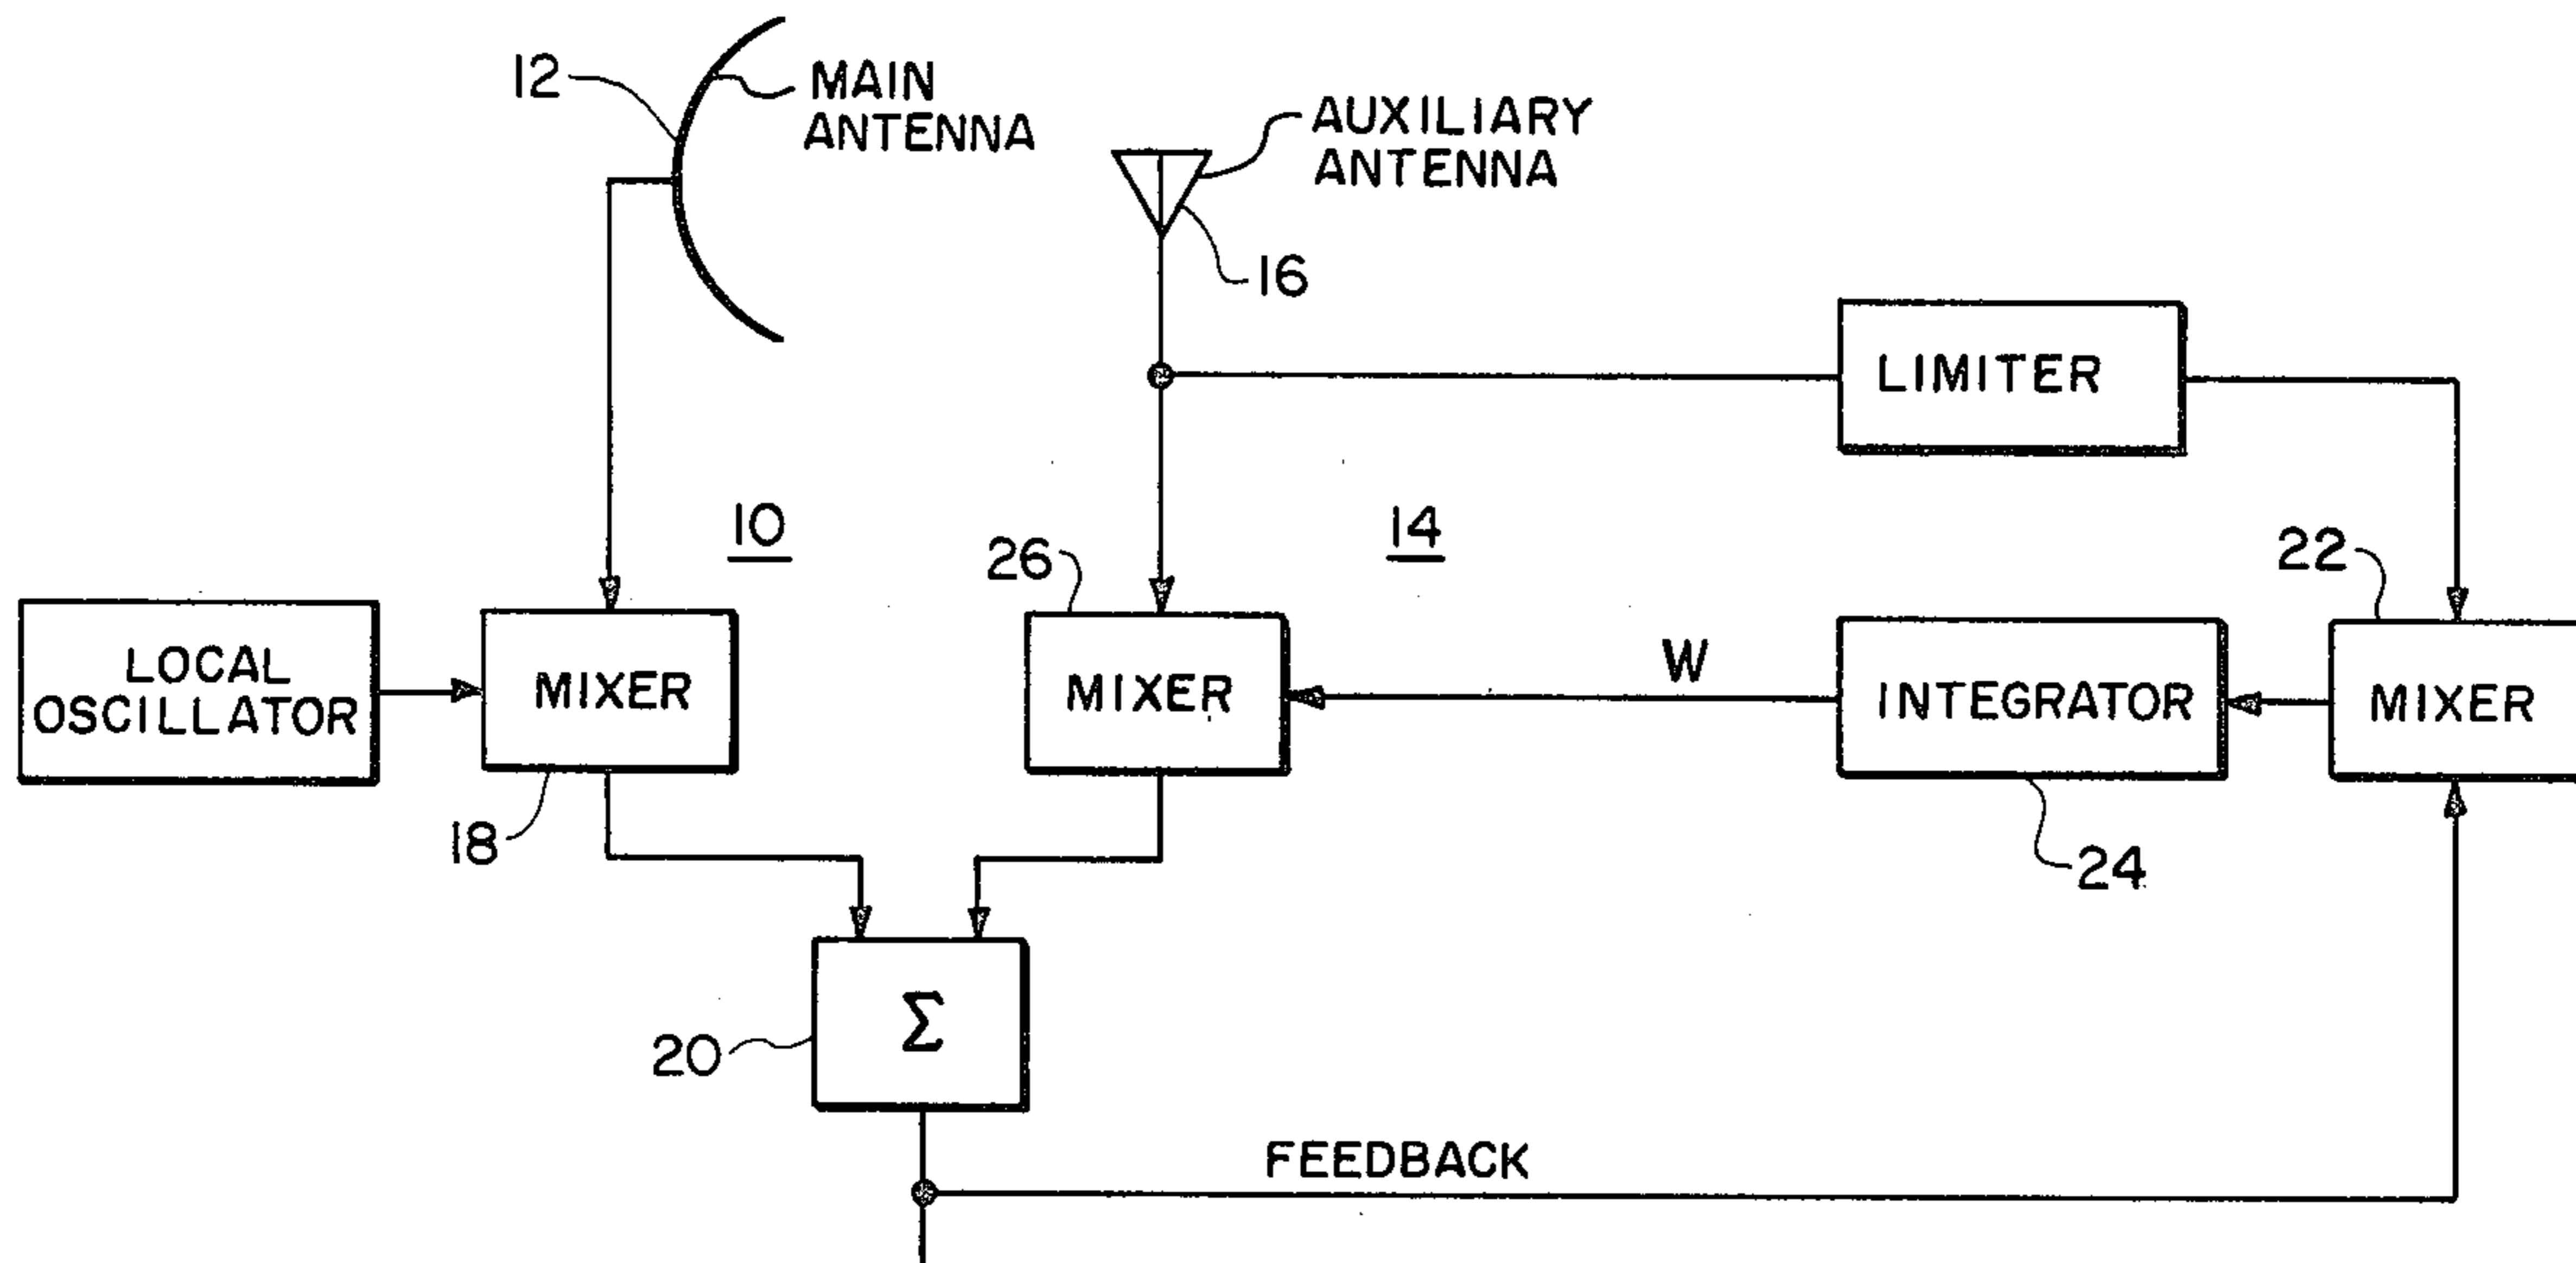 12
MAIN
ANTENNA
AUXILIARY
ANTENNA
16
LIMITER
10
14
26
22
LOCAL
OSCILLATOR
MIXER
MIXER
W
INTEGRATOR
MIXER
18
24
Σ
20
FEEDBACK